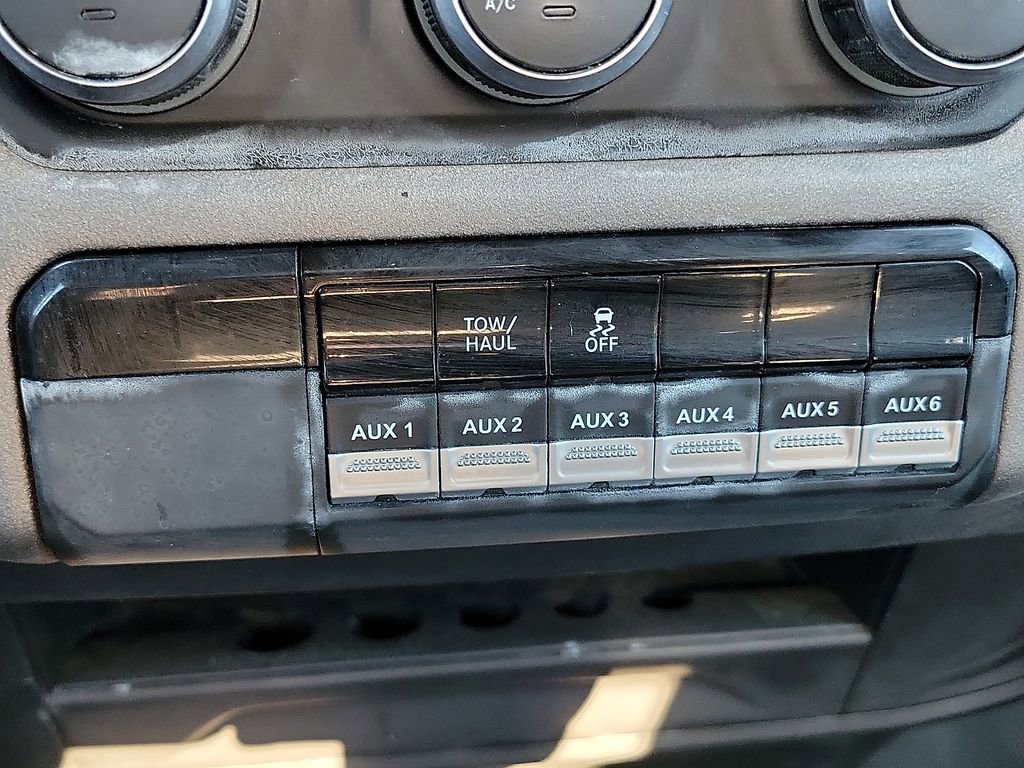 A/C
TOW/
HAUL
OFF
AUX 1
AUX 2
AUX 3
AUX 4
AUX 5
AUX 6